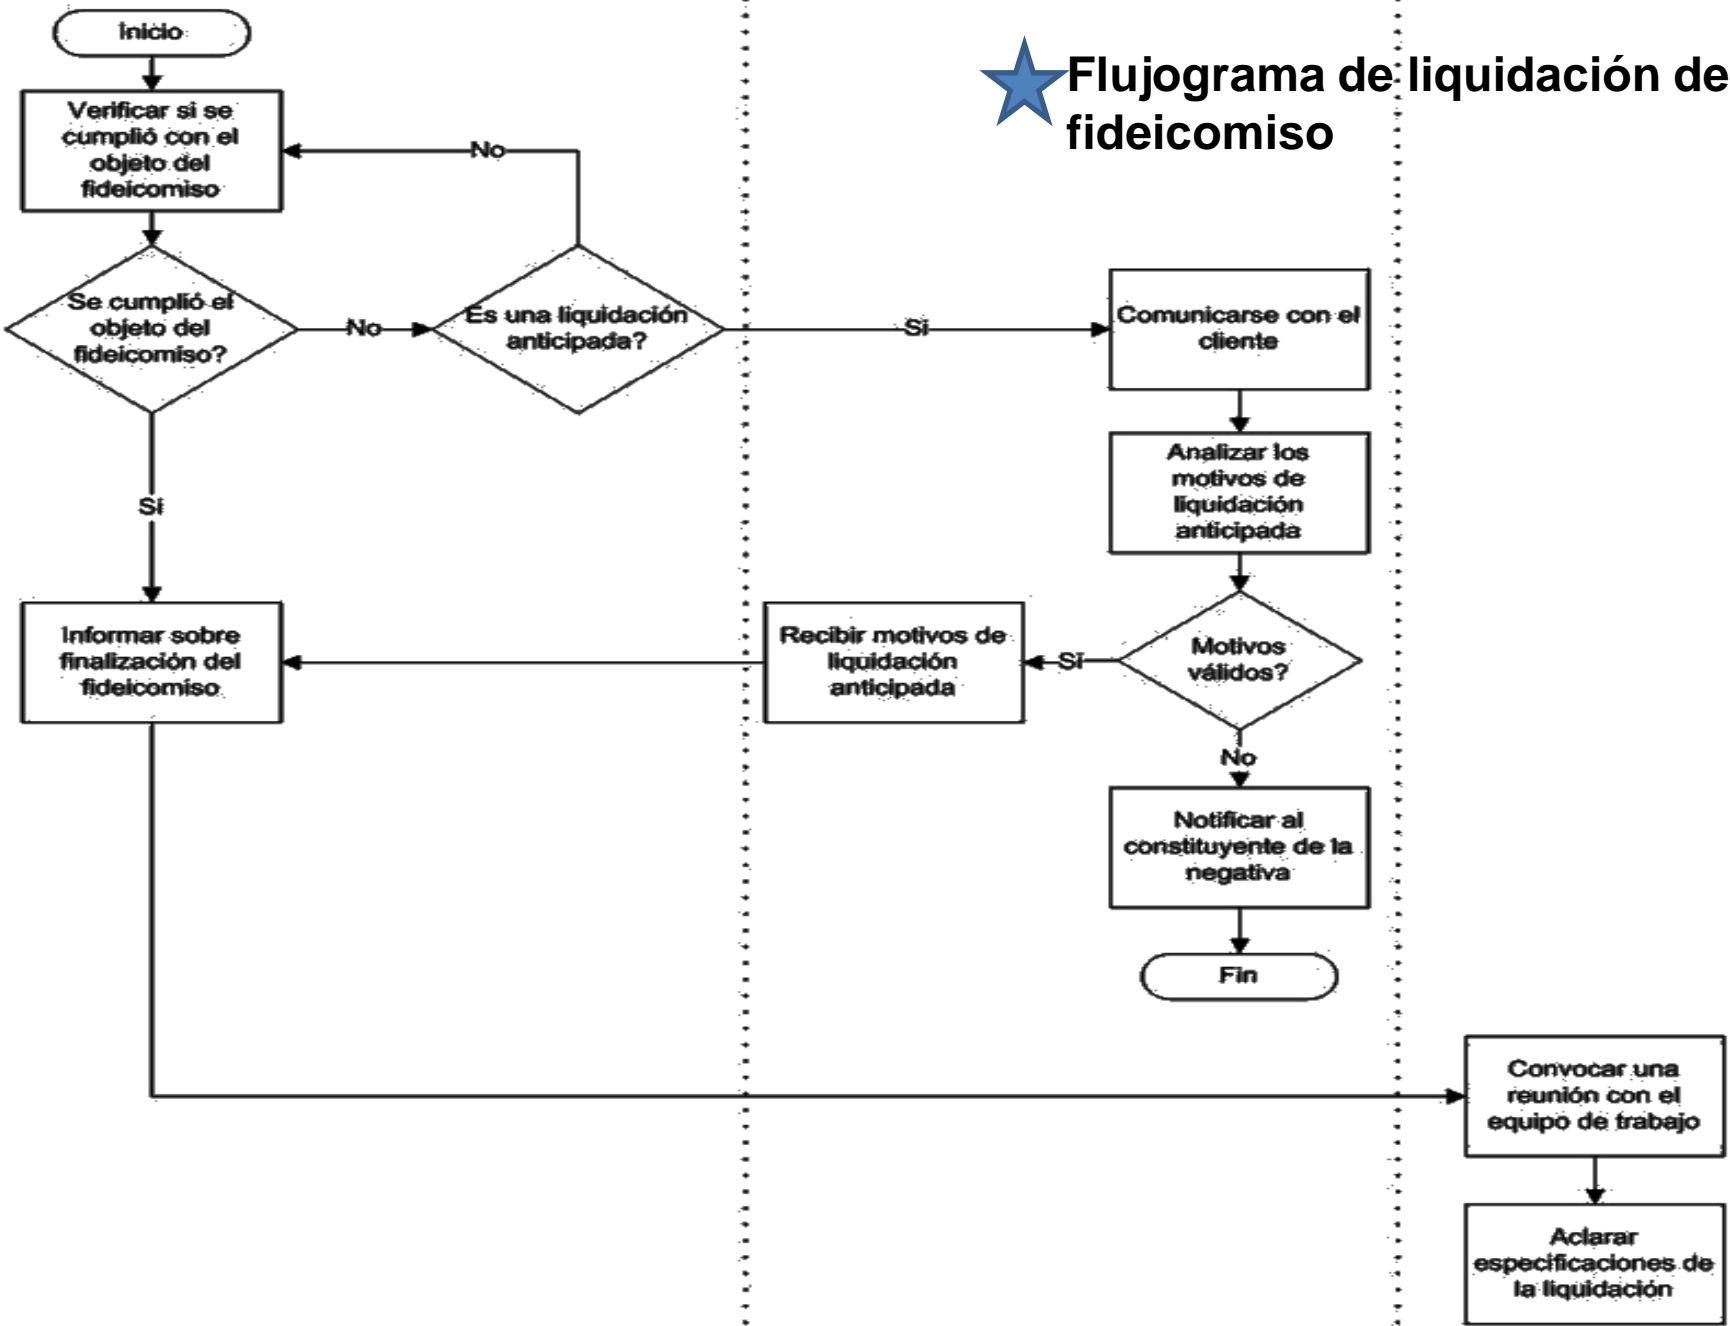 Flujograma de liquidación de
fideicomiso
Inicio
Verificar si se
cumplió con el
objeto del
fideicomiso
No
Se cumplió el
objeto del
fideicomiso?
No
Es una liquidación
anticipada?
Si
Comunicarse con el
cliente
Analizar los
motivos de
liquidación
anticipada
Si
Informar sobre
finalización del
fideicomiso
Recibir motivos de
liquidación
anticipada
Si
Motivos
válidos?
No
Notificar al
constituyente de la
negativa
Fin
Convocar una
reunión con el
equipo de trabajo
Aclarar
especificaciones de
la liquidación